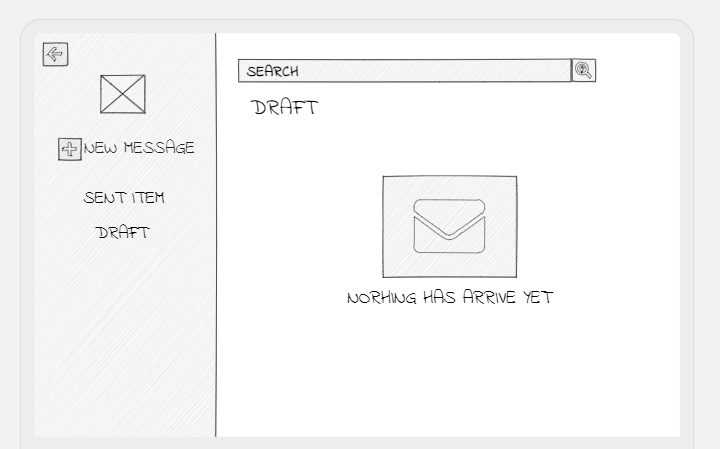 NEW MESSAGE
SENT ITEM
DRAFT
SEARCH
DRAFT
NORHING HAS ARRIVE YET